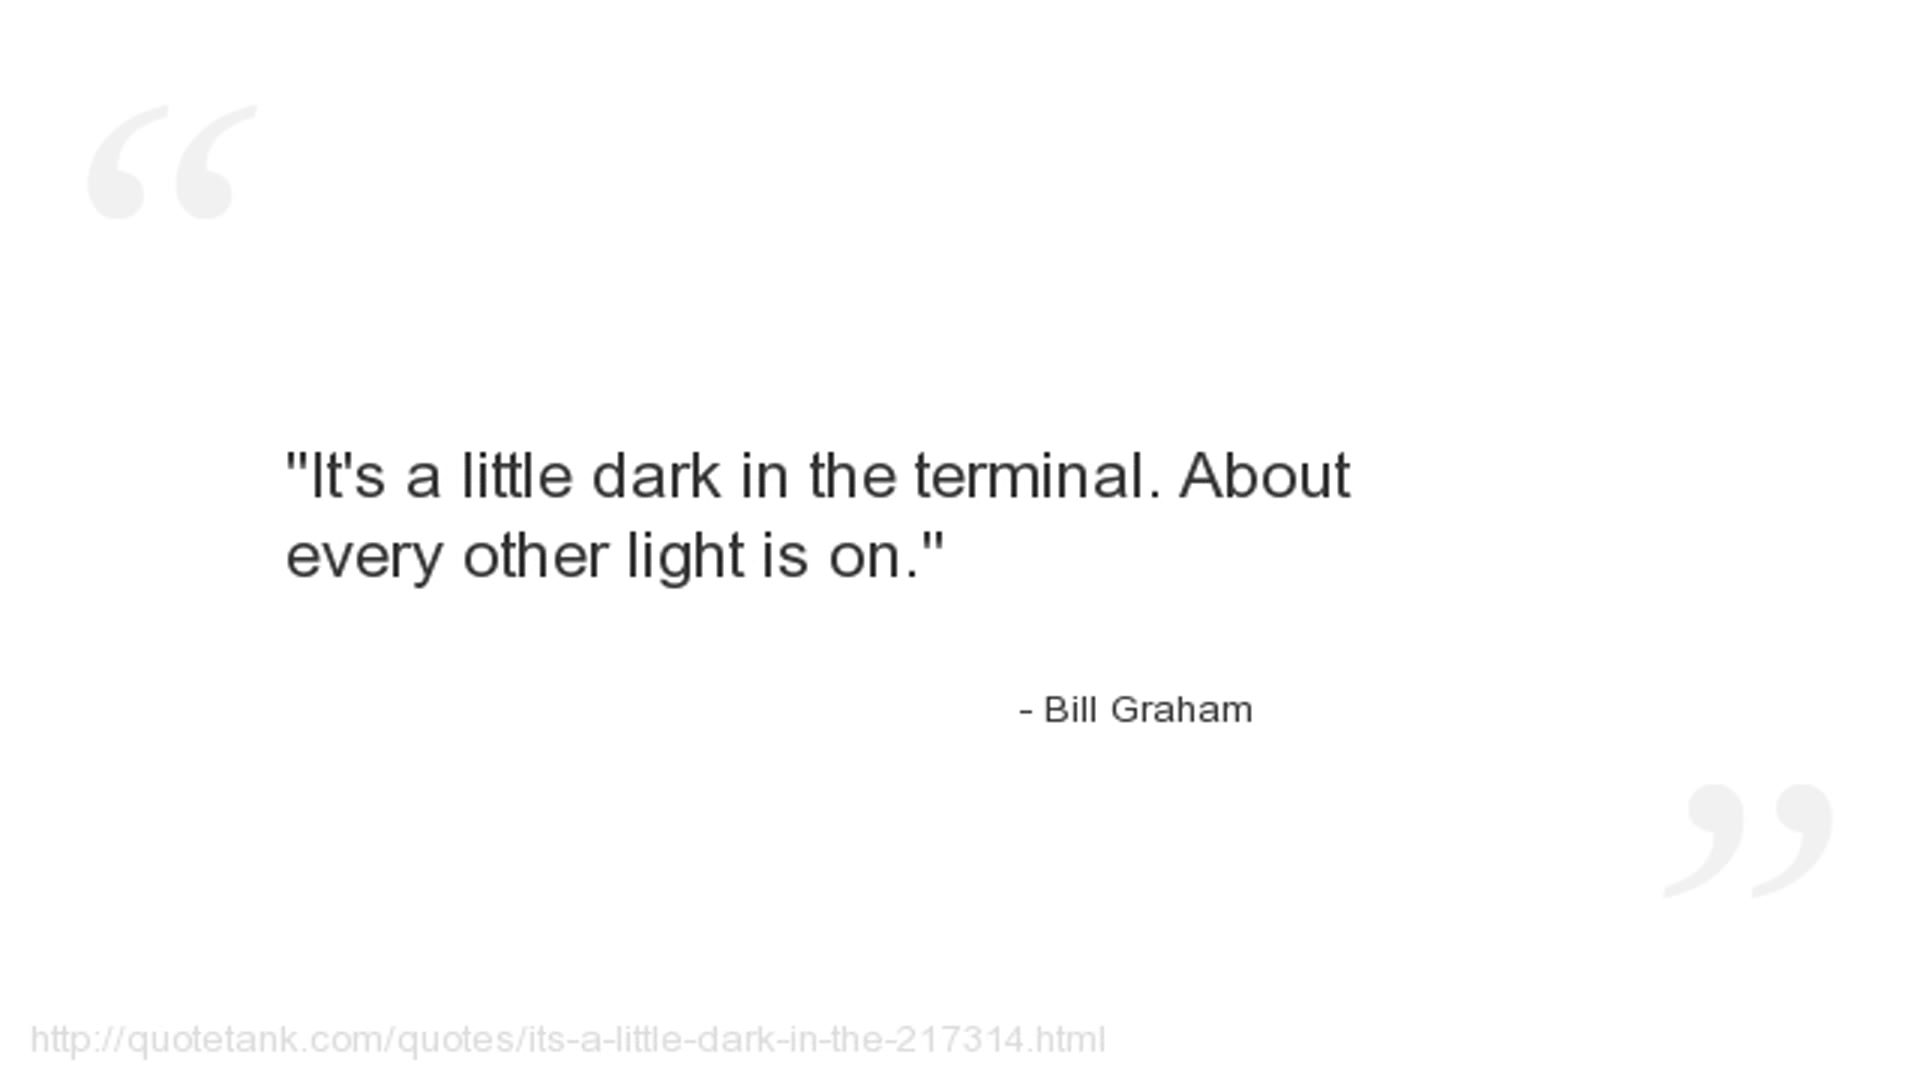 "It's a little dark in the terminal. About
every other light is on."
- Bill Graham
http://quotetank.com/quotes/its-a-little-dark-in-the-217314.html